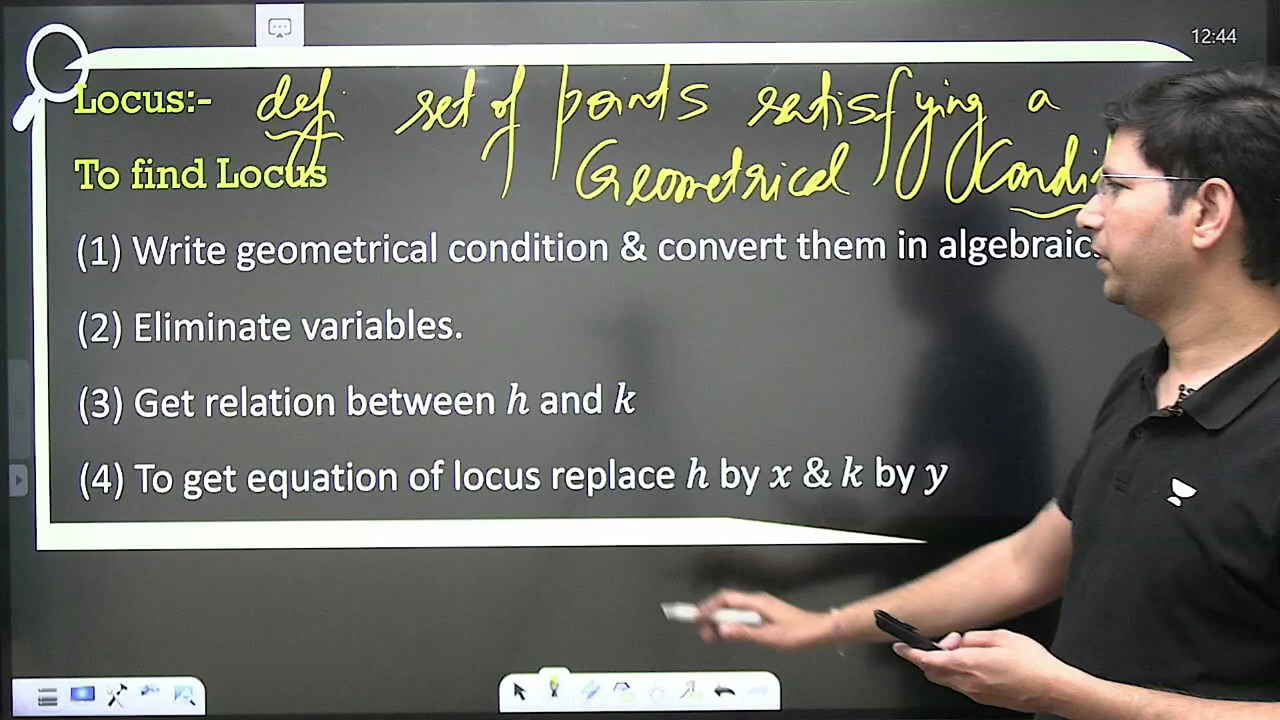 12:44
Locus:- def. set of points satisfying a
To find Locus Geometrical
(1) Write geometrical condition & convert them in algebraic.
(2) Eliminate variables.
(3) Get relation between h and k
(4) To get equation of locus replace h by x & k by y